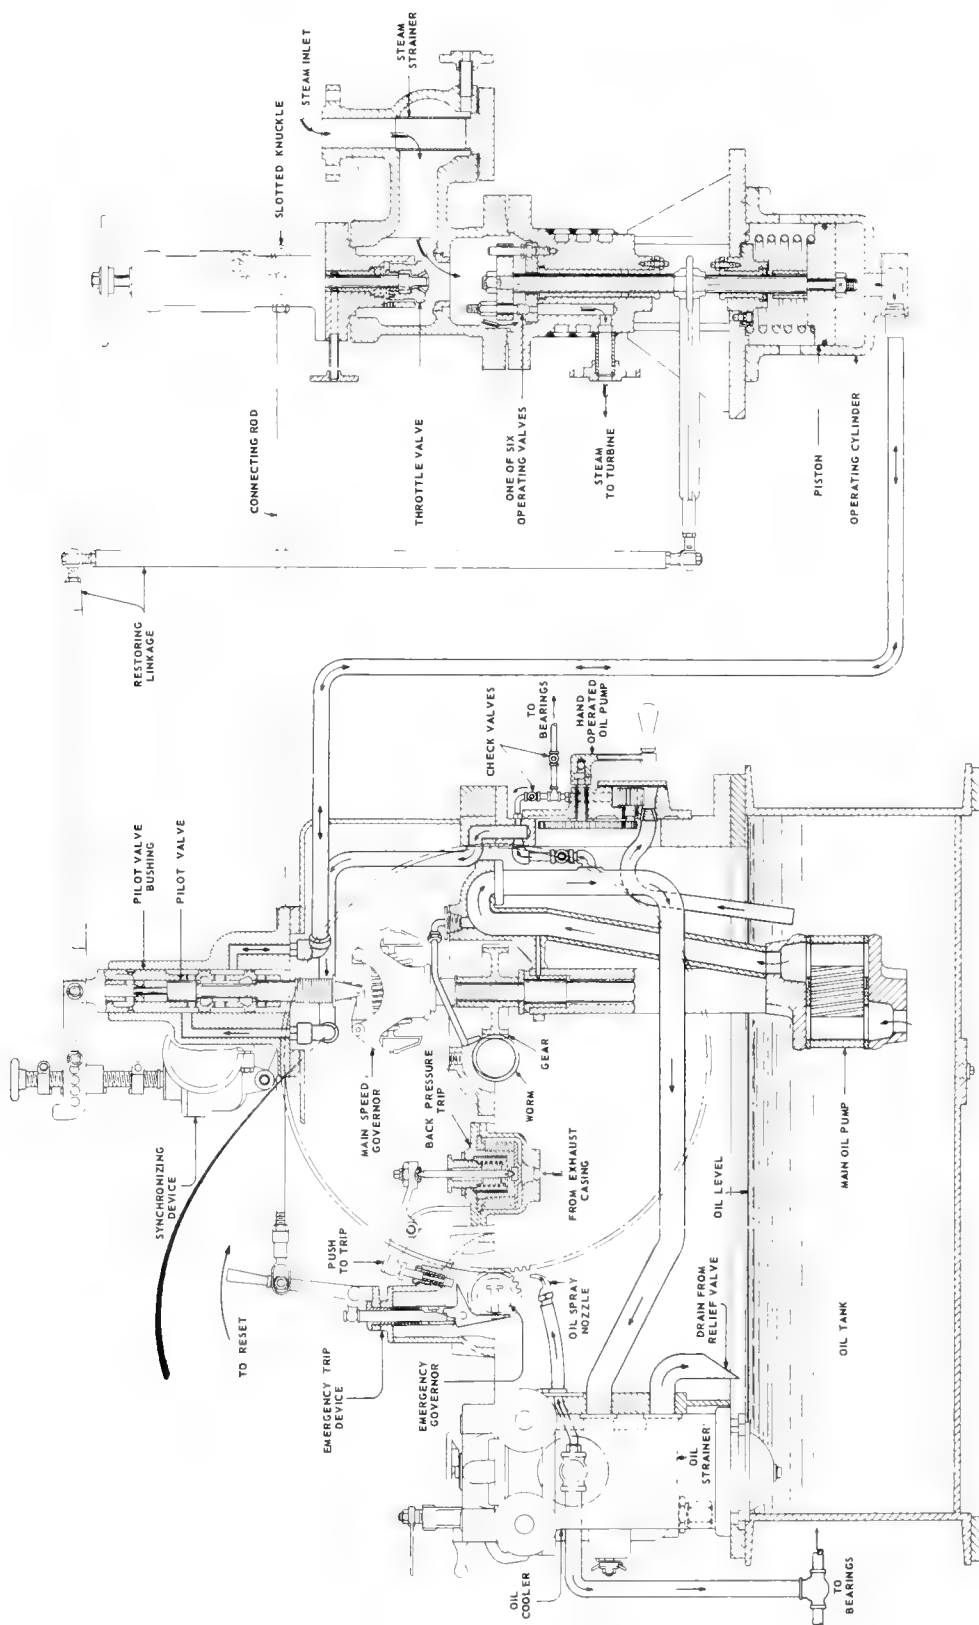 STEAM INLET
STEAM
STRAINER
SLOTTED KNUCKLE
CONNECTING ROD
THROTTLE VALVE
ONE OF SIX
OPERATING VALVES
STEAM
TO TURBINE
PISTON
OPERATING CYLINDER
RESTORING
LINKAGE
CHECK VALVES
TO
BEARINGS
HAND
OPERATED
OIL PUMP
PILOT VALVE
BUSHING
PILOT VALVE
SYNCHRONIZING
DEVICE
MAIN SPEED
GOVERNOR
BACK PRESSURE
TRIP
GEAR
WORM
FROM EXHAUST
CASING
OIL LEVEL
MAIN OIL PUMP
TO RESET
PUSH
TO TRIP
EMERGENCY TRIP
DEVICE
EMERGENCY
GOVERNOR
OIL SPRAY
NOZZLE
DRAIN FROM
RELIEF VALVE
OIL TANK
OIL
STRAINER
OIL
COOLER
TO
BEARINGS